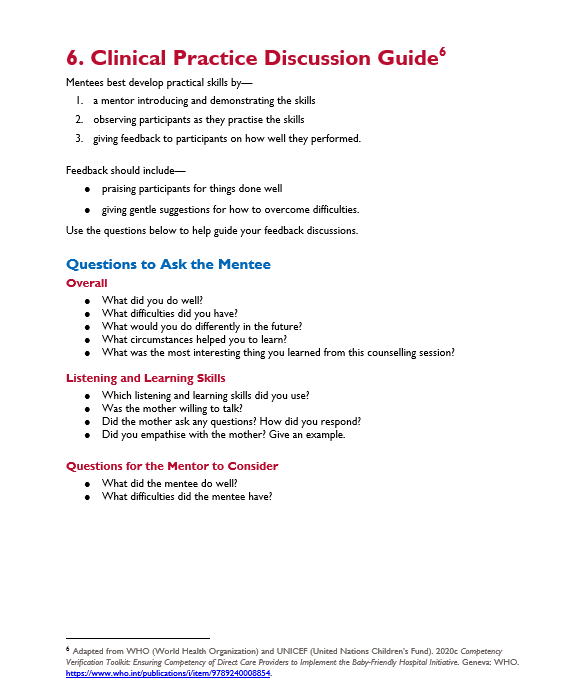 6. Clinical Practice Discussion Guide⁶
Mentees best develop practical skills by—
1. a mentor introducing and demonstrating the skills
2. observing participants as they practise the skills
3. giving feedback to participants on how well they performed.
Feedback should include—
● praising participants for things done well
● giving gentle suggestions for how to overcome difficulties.
Use the questions below to help guide your feedback discussions.
Questions to Ask the Mentee
Overall
● What did you do well?
● What difficulties did you have?
● What would you do differently in the future?
● What circumstances helped you to learn?
● What was the most interesting thing you learned from this counselling session?
Listening and Learning Skills
● Which listening and learning skills did you use?
● Was the mother willing to talk?
● Did the mother ask any questions? How did you respond?
● Did you empathise with the mother? Give an example.
Questions for the Mentor to Consider
● What did the mentee do well?
● What difficulties did the mentee have?
⁶ Adapted from WHO (World Health Organization) and UNICEF (United Nations Children's Fund). 2020c Competency
Verification Toolkit: Ensuring Competency of Direct Care Providers to Implement the Baby-Friendly Hospital Initiative. Geneva: WHO.
https://www.who.int/publications/i/item/9789240008854.